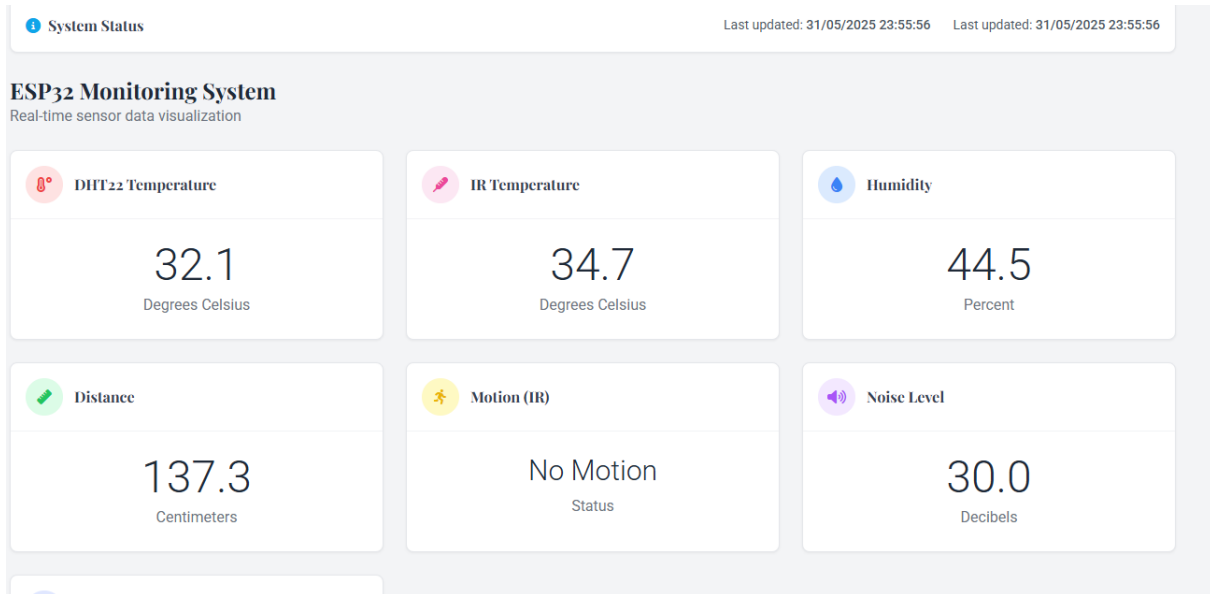 System Status
Last updated: 31/05/2025 23:55:56
Last updated: 31/05/2025 23:55:56
ESP32 Monitoring System
Real-time sensor data visualization
DHT22 Temperature
32.1
Degrees Celsius
IR Temperature
34.7
Degrees Celsius
Humidity
44.5
Percent
Distance
137.3
Centimeters
Motion (IR)
No Motion
Status
Noise Level
30.0
Decibels